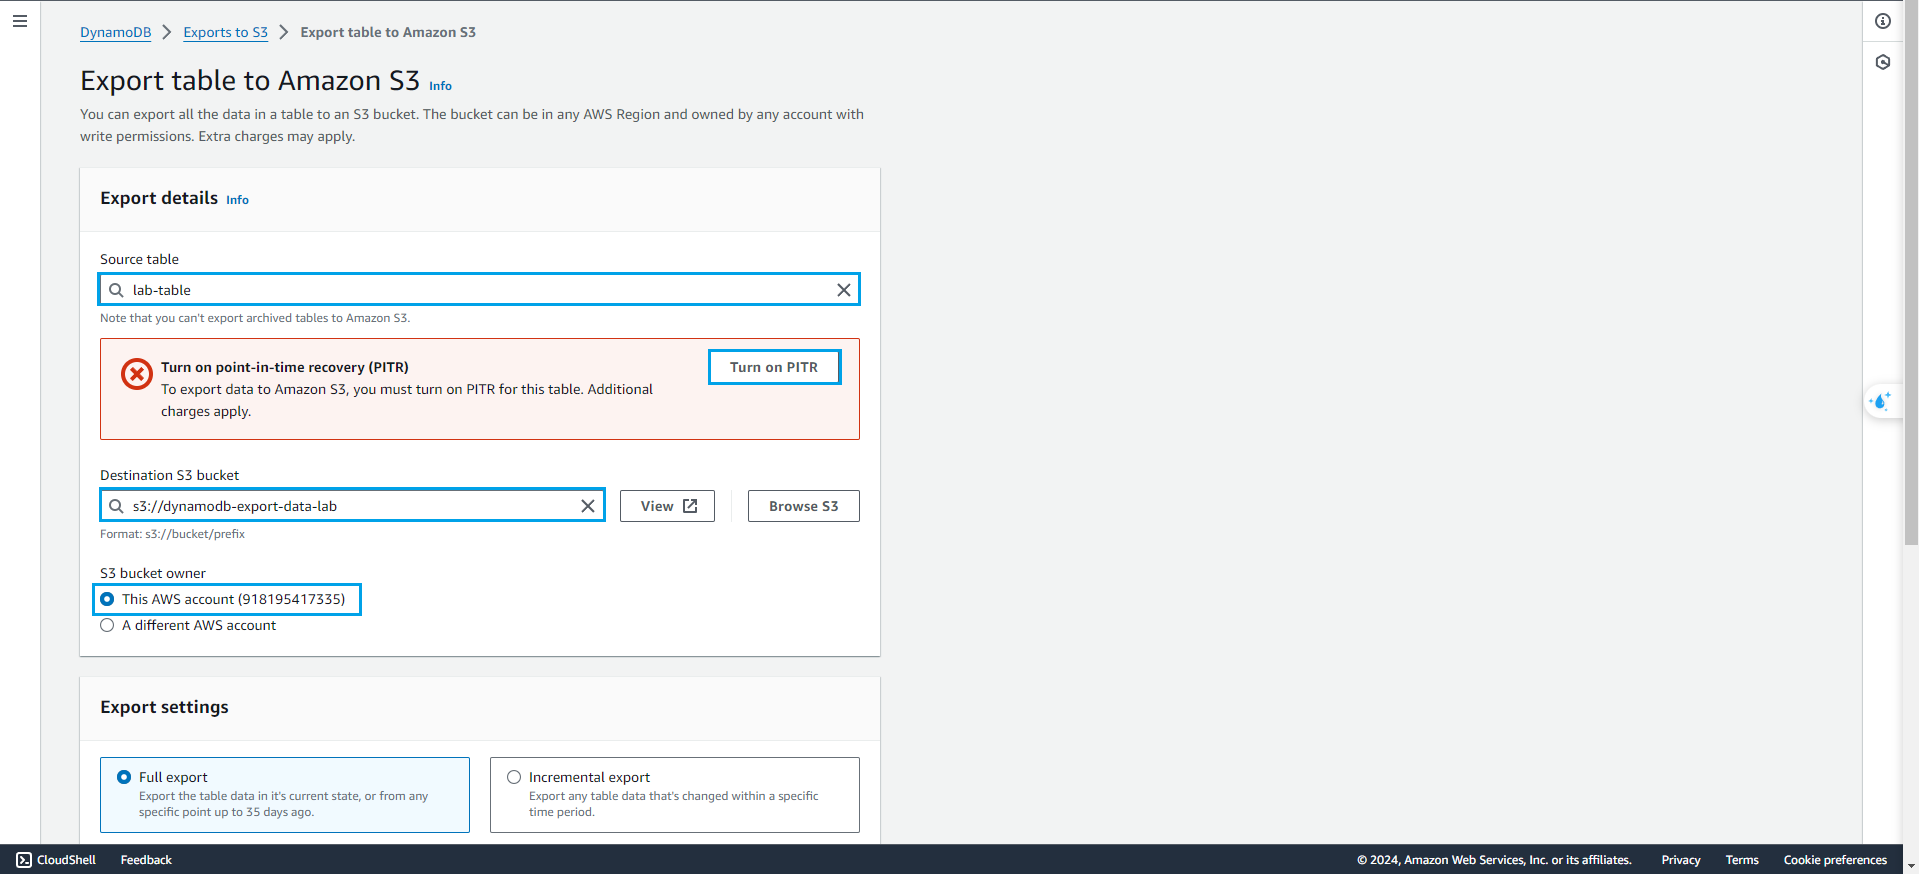 DynamoDB > Exports to S3 > Export table to Amazon S3
Export table to Amazon S3 Info
You can export all the data in a table to an S3 bucket. The bucket can be in any AWS Region and owned by any account with
write permissions. Extra charges may apply.
Export details Info
Source table
lab-table
Note that you can't export archived tables to Amazon S3.
Turn on point-in-time recovery (PITR)
Turn on PITR
To export data to Amazon S3, you must turn on PITR for this table. Additional
charges apply.
Destination S3 bucket
s3://dynamodb-export-data-lab
View
Browse S3
Format: s3://bucket/prefix
S3 bucket owner
This AWS account (918195417335)
A different AWS account
Export settings
Full export
Export the table data in it's current state, or from any
specific point up to 35 days ago.
Incremental export
Export any table data that's changed within a specific
time period.
CloudShell Feedback © 2024, Amazon Web Services, Inc. or its affiliates. Privacy Terms Cookie preferences